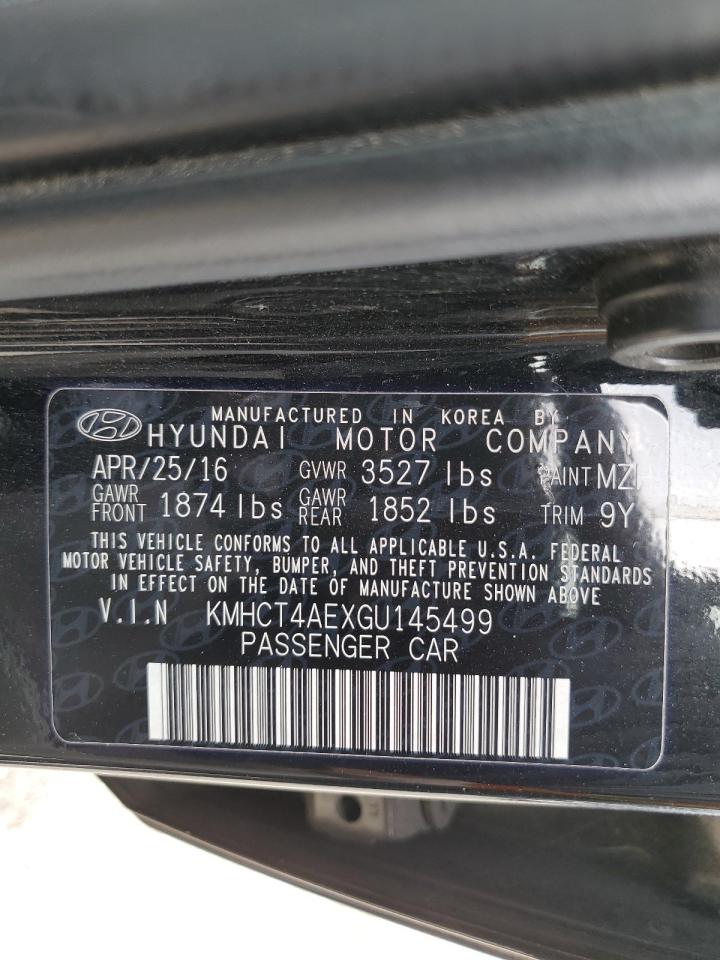 MANUFACTURED IN KOREA BY
HYUNDAI MOTOR COMPANY
APR/25/16 GVWR 3527 lbs PAINT MZH
GAWR FRONT 1874 lbs GAWR REAR 1852 lbs TRIM 9Y
THIS VEHICLE CONFORMS TO ALL APPLICABLE U.S.A. FEDERAL
MOTOR VEHICLE SAFETY, BUMPER, AND THEFT PREVENTION STANDARDS
IN EFFECT ON THE DATE OF MANUFACTURE SHOWN ABOVE
V.I.N KMHCT4AEXGU145499
PASSENGER CAR